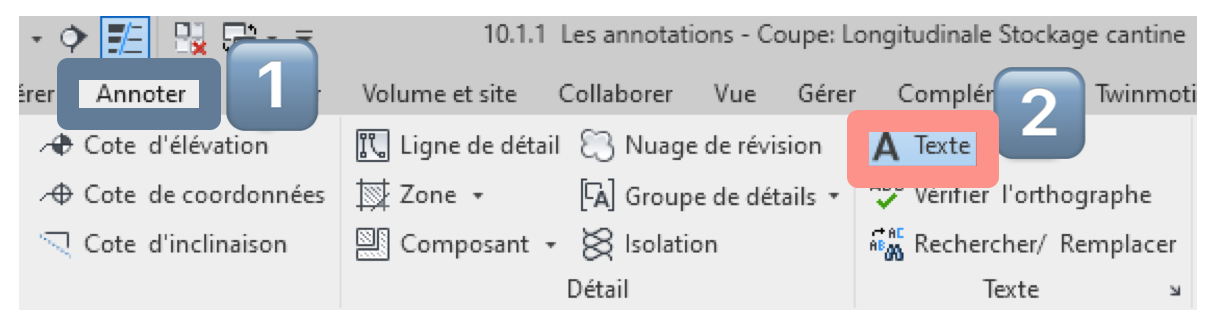 10.1.1 Les annotations - Coupe: Longitudinale Stockage cantine
érer Annoter 1 Volume et site Collaborer Vue Gérer Complér 2 Twinmoti
Cote d'élévation Ligne de détail Nuage de révision A Texte
Cote de coordonnées Zone Groupe de détails ABC Vérifier l'orthographe
Cote d'inclinaison Composant Isolation Rechercher/ Remplacer
Détail Texte